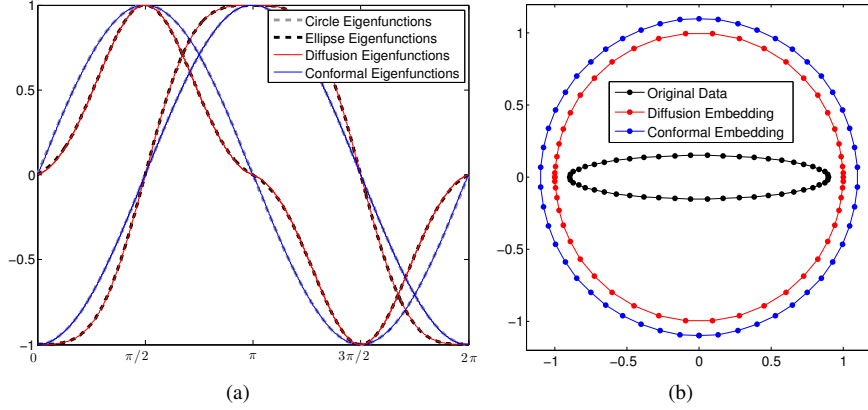 1
0.5
0
−0.5
−1
0
π/2
π
3π/2
2π
Circle Eigenfunctions
Ellipse Eigenfunctions
Diffusion Eigenfunctions
Conformal Eigenfunctions
(a)
1
0.5
0
−0.5
−1
−1
−0.5
0
0.5
1
Original Data
Diffusion Embedding
Conformal Embedding
(b)